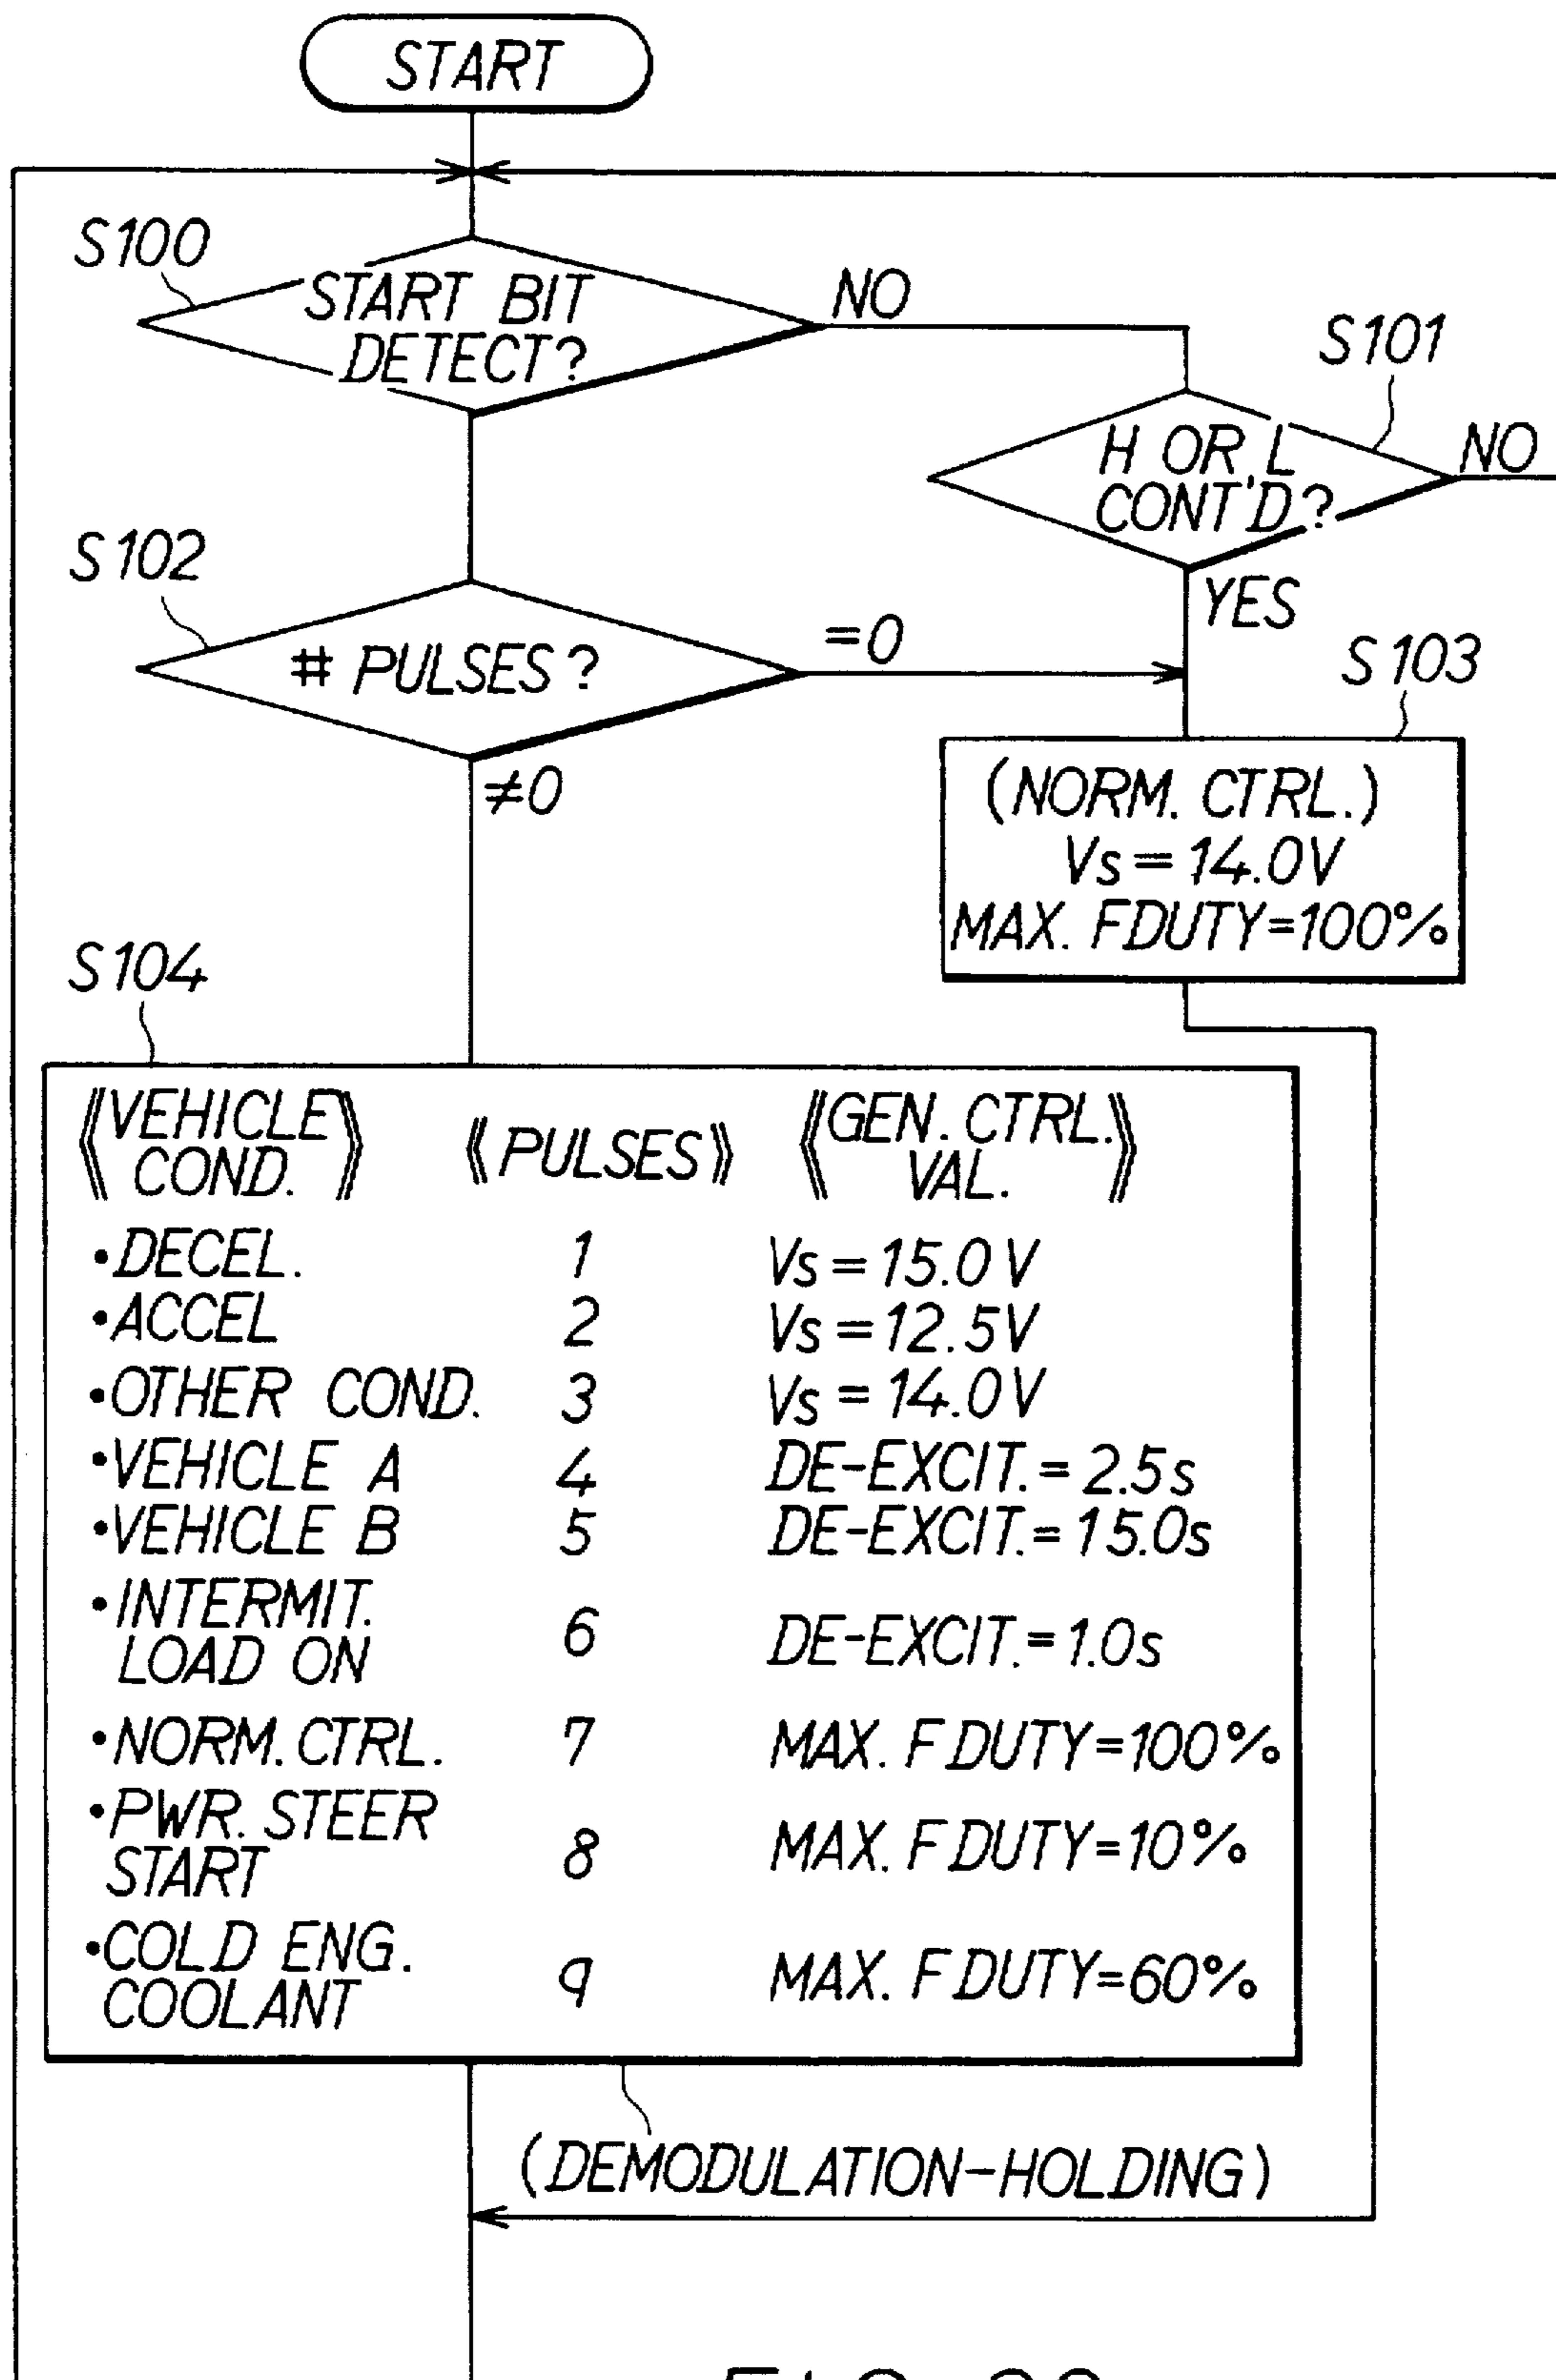 START
S100
START BIT
DETECT?
NO
S101
H OR L
CONT'D?
NO
YES
S102
# PULSES?
=0
≠0
S103
(NORM. CTRL.)
Vs=14.0V
MAX. FDUTY=100%
S104
《VEHICLE COND.》 《PULSES》 《GEN. CTRL. VAL.》
•DECEL. 1 Vs=15.0V
•ACCEL 2 Vs=12.5V
•OTHER COND. 3 Vs=14.0V
•VEHICLE A 4 DE-EXCIT.=2.5s
•VEHICLE B 5 DE-EXCIT.=15.0s
•INTERMIT.
LOAD ON 6 DE-EXCIT.=1.0s
•NORM. CTRL. 7 MAX. F DUTY=100%
•PWR. STEER
START 8 MAX. F DUTY=10%
•COLD ENG.
COOLANT 9 MAX. F DUTY=60%
(DEMODULATION-HOLDING)